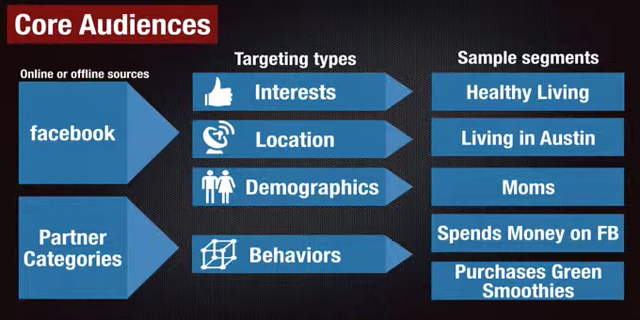 Core Audiences
Online or offline sources
Targeting types
Sample segments
facebook
Interests
Healthy Living
Location
Living in Austin
Demographics
Moms
Partner
Categories
Behaviors
Spends Money on FB
Purchases Green
Smoothies